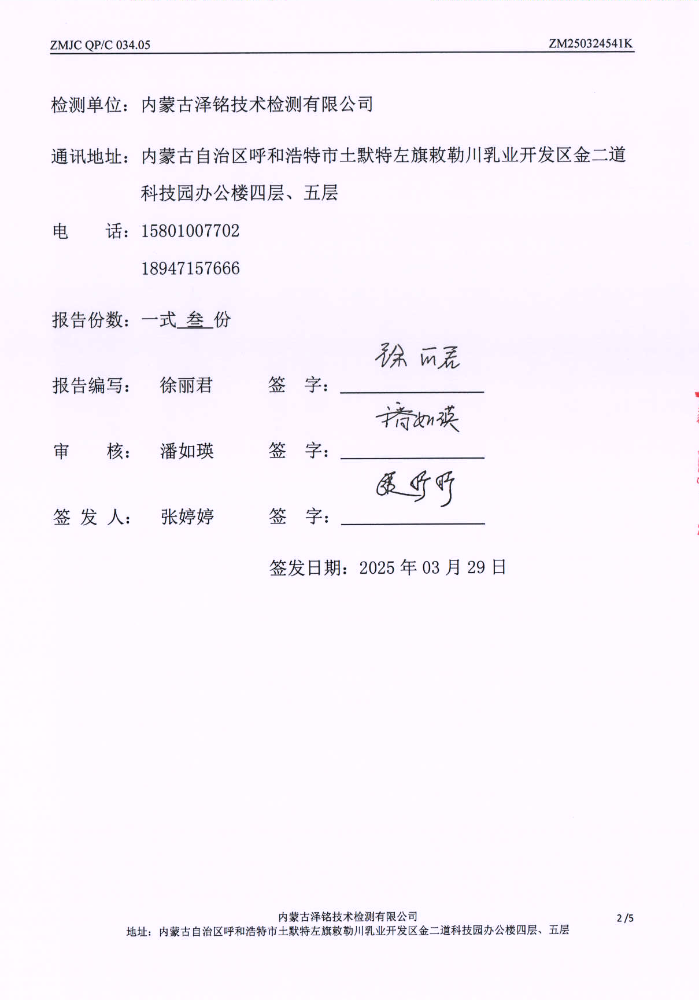 ZMJC QP/C 034.05 ZM250324541K
检测单位：内蒙古泽铭技术检测有限公司
通讯地址：内蒙古自治区呼和浩特市土默特左旗敕勒川乳业开发区金二道
科技园办公楼四层、五层
电 话：15801007702
18947157666
报告份数：一式 叁 份
徐丽君
报告编写： 徐丽君 签 字：
潘如瑛
审 核： 潘如瑛 签 字：
签 发 人： 张婷婷 签 字：
签发日期：2025 年 03 月 29 日
内蒙古泽铭技术检测有限公司 2 /5
地址：内蒙古自治区呼和浩特市土默特左旗敕勒川乳业开发区金二道科技园办公楼四层、五层